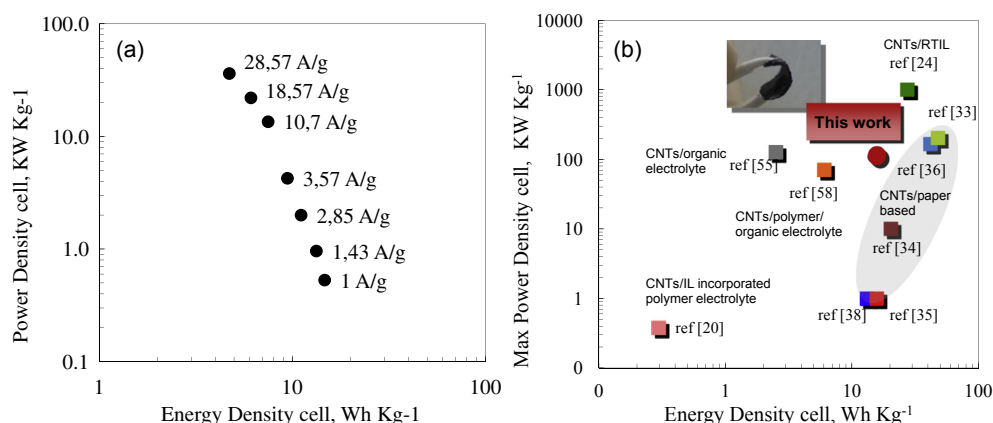 (a)
100.0
10.0
1.0
0.1
Power Density cell, KW Kg-1
28,57 A/g
18,57 A/g
10,7 A/g
3,57 A/g
2,85 A/g
1,43 A/g
1 A/g
1 10 100
Energy Density cell, Wh Kg-1
(b)
10000
1000
100
10
1
0
Max Power Density cell, KW Kg-1
CNTs/RTIL
ref [24]
This work
ref [33]
CNTs/organic
electrolyte
ref [55]
ref [58]
ref [36]
CNTs/paper
based
CNTs/polymer/
organic electrolyte
ref [34]
CNTs/IL incorporated
polymer electrolyte
ref [38]
ref [35]
ref [20]
0 1 10 100
Energy Density cell, Wh Kg-1